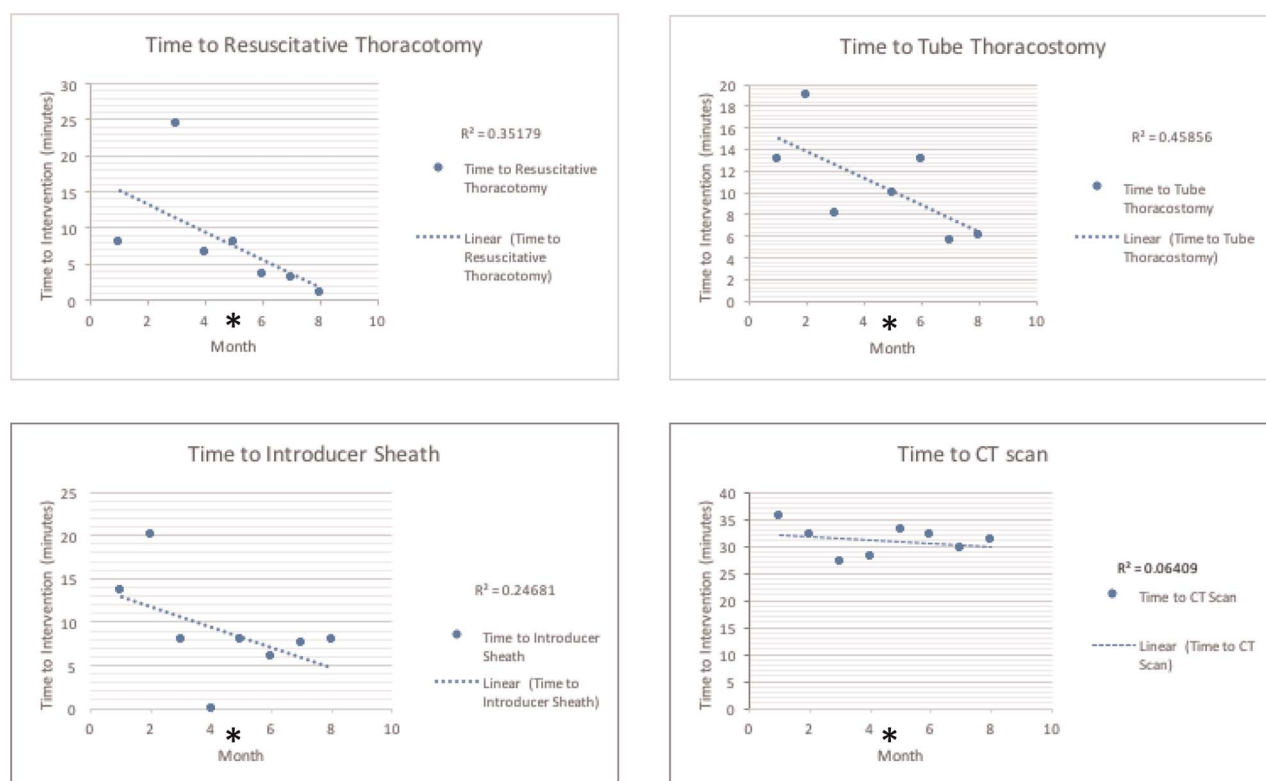 Time to Resuscitative Thoracotomy
Time to Intervention (minutes)
30
25
20
15
10
5
0
0 2 4 * 6 8 10
Month
R² = 0.35179
Time to Resuscitative
Thoracotomy
Linear (Time to
Resuscitative
Thoracotomy)
Time to Tube Thoracostomy
Time to Intervention (minutes)
20
18
16
14
12
10
8
6
4
2
0
0 2 4 * 6 8 10
Month
R² = 0.45856
Time to Tube
Thoracostomy
Linear (Time to Tube
Thoracostomy)
Time to Introducer Sheath
Time to Intervention (minutes)
25
20
15
10
5
0
0 2 4 * 6 8 10
Month
R² = 0.24681
Time to Introducer
Sheath
Linear (Time to
Introducer Sheath)
Time to CT scan
Time to Intervention (minutes)
40
35
30
25
20
15
10
5
0
0 2 4 * 6 8 10
Month
R² = 0.06409
Time to CT Scan
Linear (Time to CT
Scan)